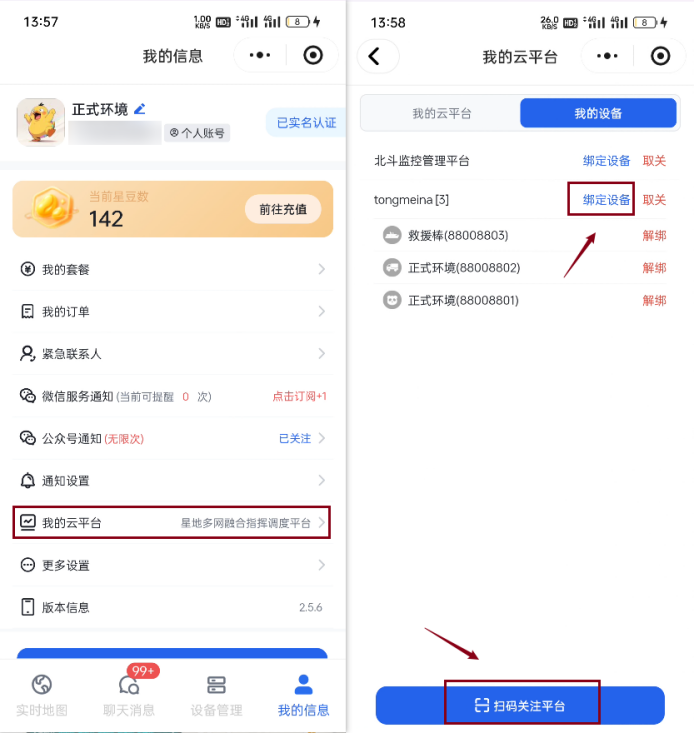 13:57
1.00 KB/S HD 4G 4G 8
我的信息
正式环境
个人账号
已实名认证
当前星豆数
142
前往充值
我的套餐
我的订单
紧急联系人
微信服务通知(当前可提醒 0 次) 点击订阅+1
公众号通知(无限次) 已关注
通知设置
我的云平台 星地多网融合指挥调度平台
更多设置
版本信息 2.5.6
99+
实时地图 聊天消息 设备管理 我的信息
13:58
26.0 KB/S HD 4G 4G 8
我的云平台
我的云平台 我的设备
北斗监控管理平台 绑定设备 取关
tongmeina [3] 绑定设备 取关
救援棒(88008803) 解绑
正式环境(88008802) 解绑
正式环境(88008801) 解绑
扫码关注平台